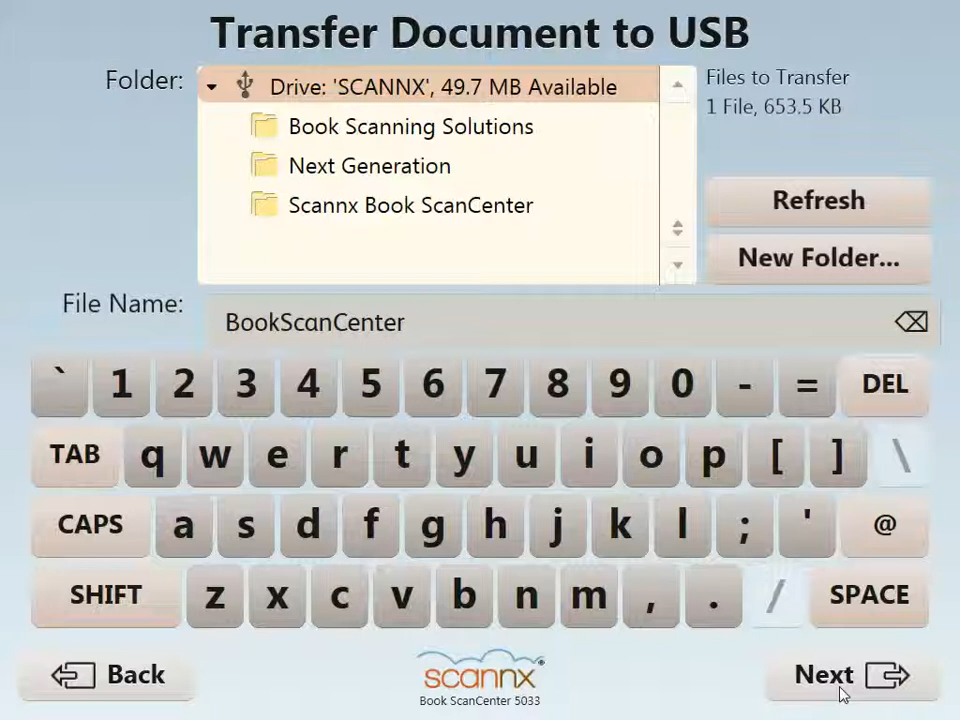 Transfer Document to USB
Folder:
Drive: 'SCANNX', 49.7 MB Available
Book Scanning Solutions
Next Generation
Scannx Book ScanCenter
Files to Transfer
1 File, 653.5 KB
Refresh
New Folder...
File Name:
BookScanCenter
` 1 2 3 4 5 6 7 8 9 0 - = DEL
TAB q w e r t y u i o p [ ] \
CAPS a s d f g h j k l ; ' @
SHIFT z x c v b n m , . / SPACE
Back
scannx
Book ScanCenter 5033
Next